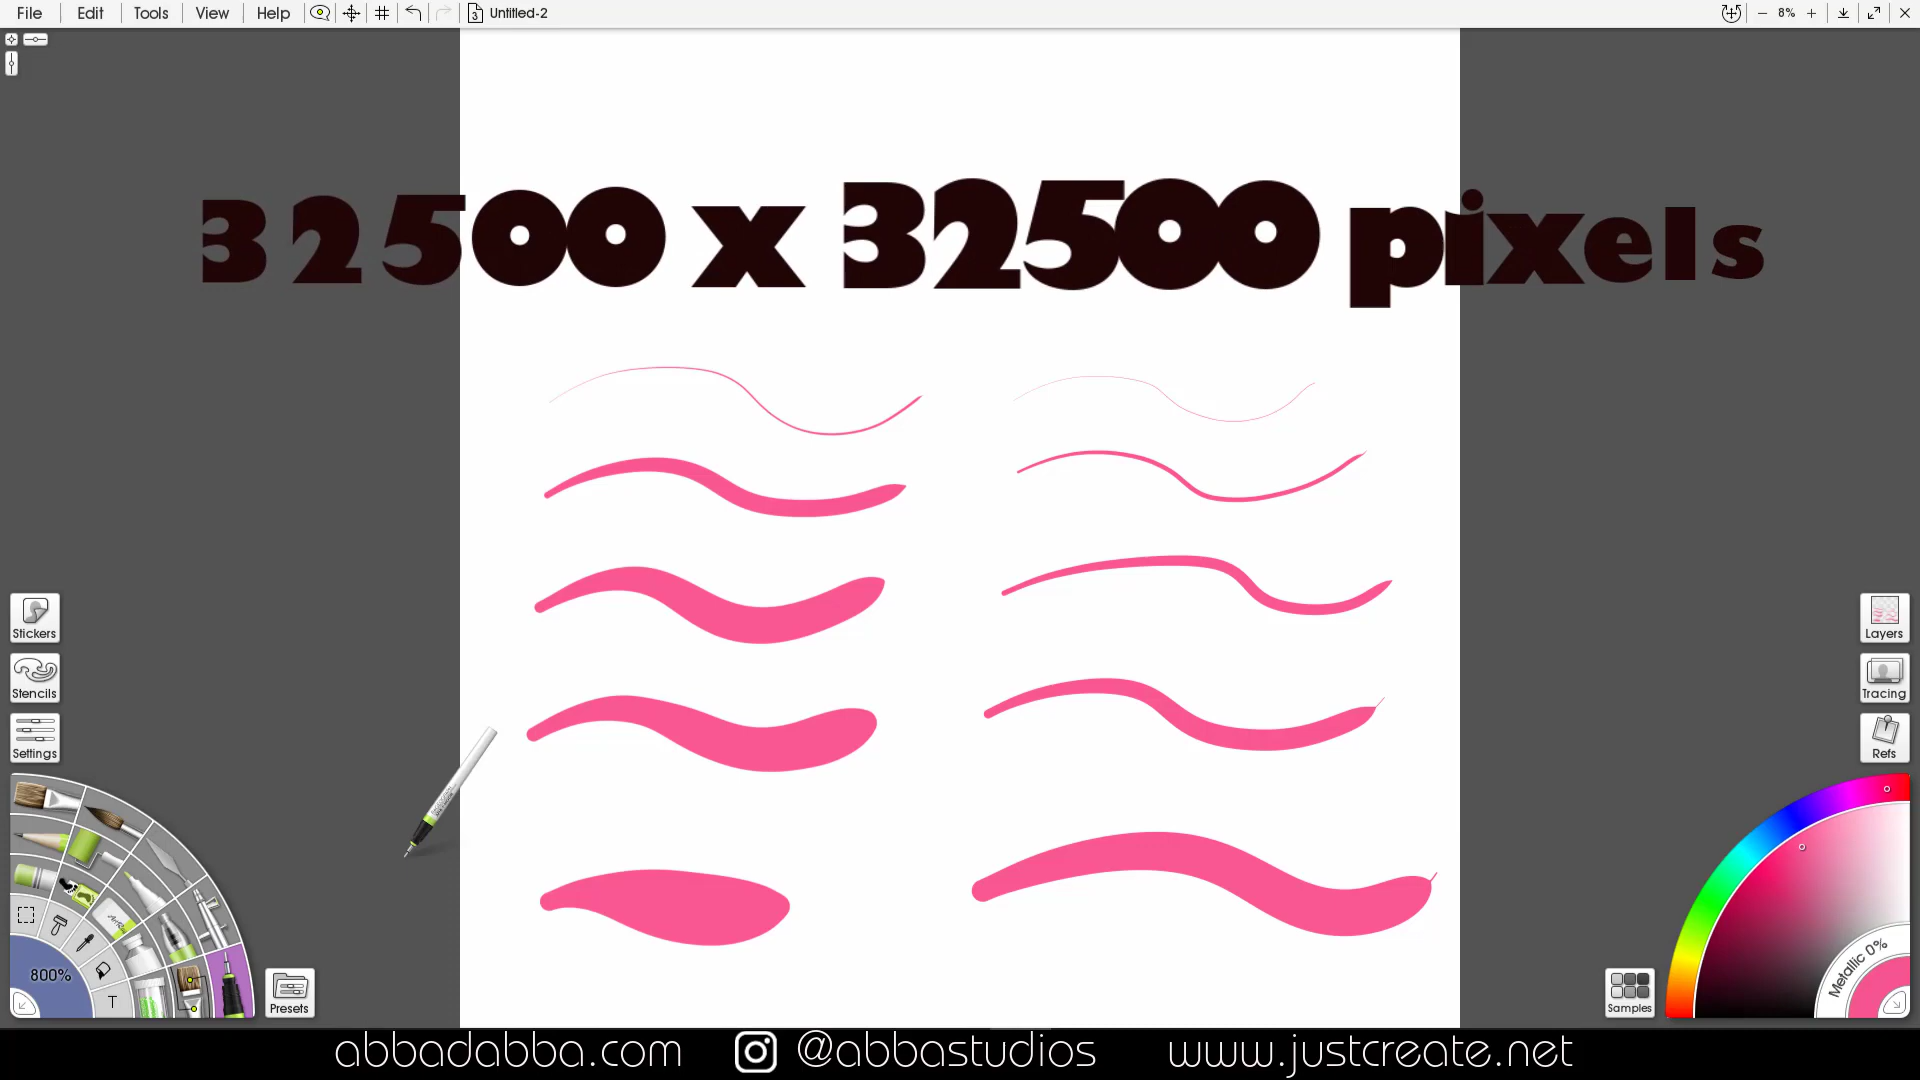 File Edit Tools View Help 3 Untitled-2 8%
32500 x 32500 pixels
Stickers
Stencils
Settings
Layers
Tracing
Refs
800%
T
Presets
Metallic 0%
Samples
abbadabba.com @abbastudios www.justcreate.net